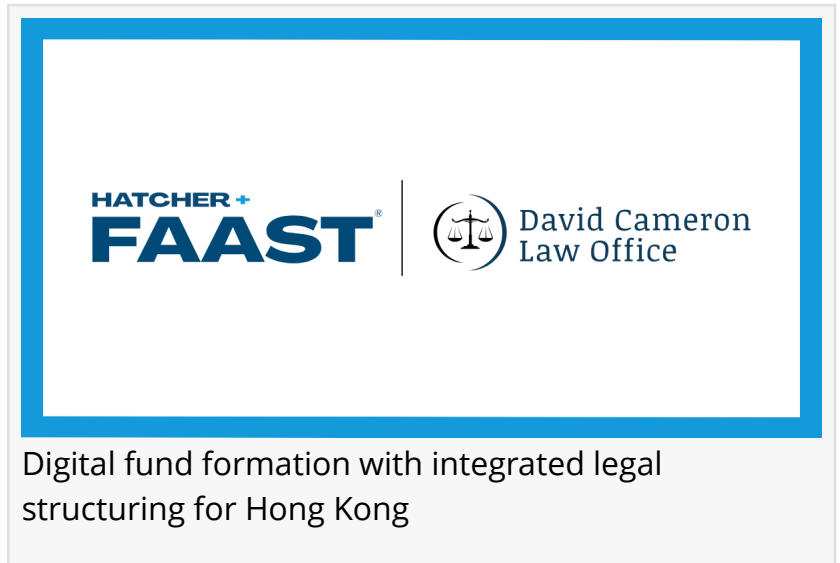 HATCHER +
FAAST®
David Cameron
Law Office
Digital fund formation with integrated legal
structuring for Hong Kong